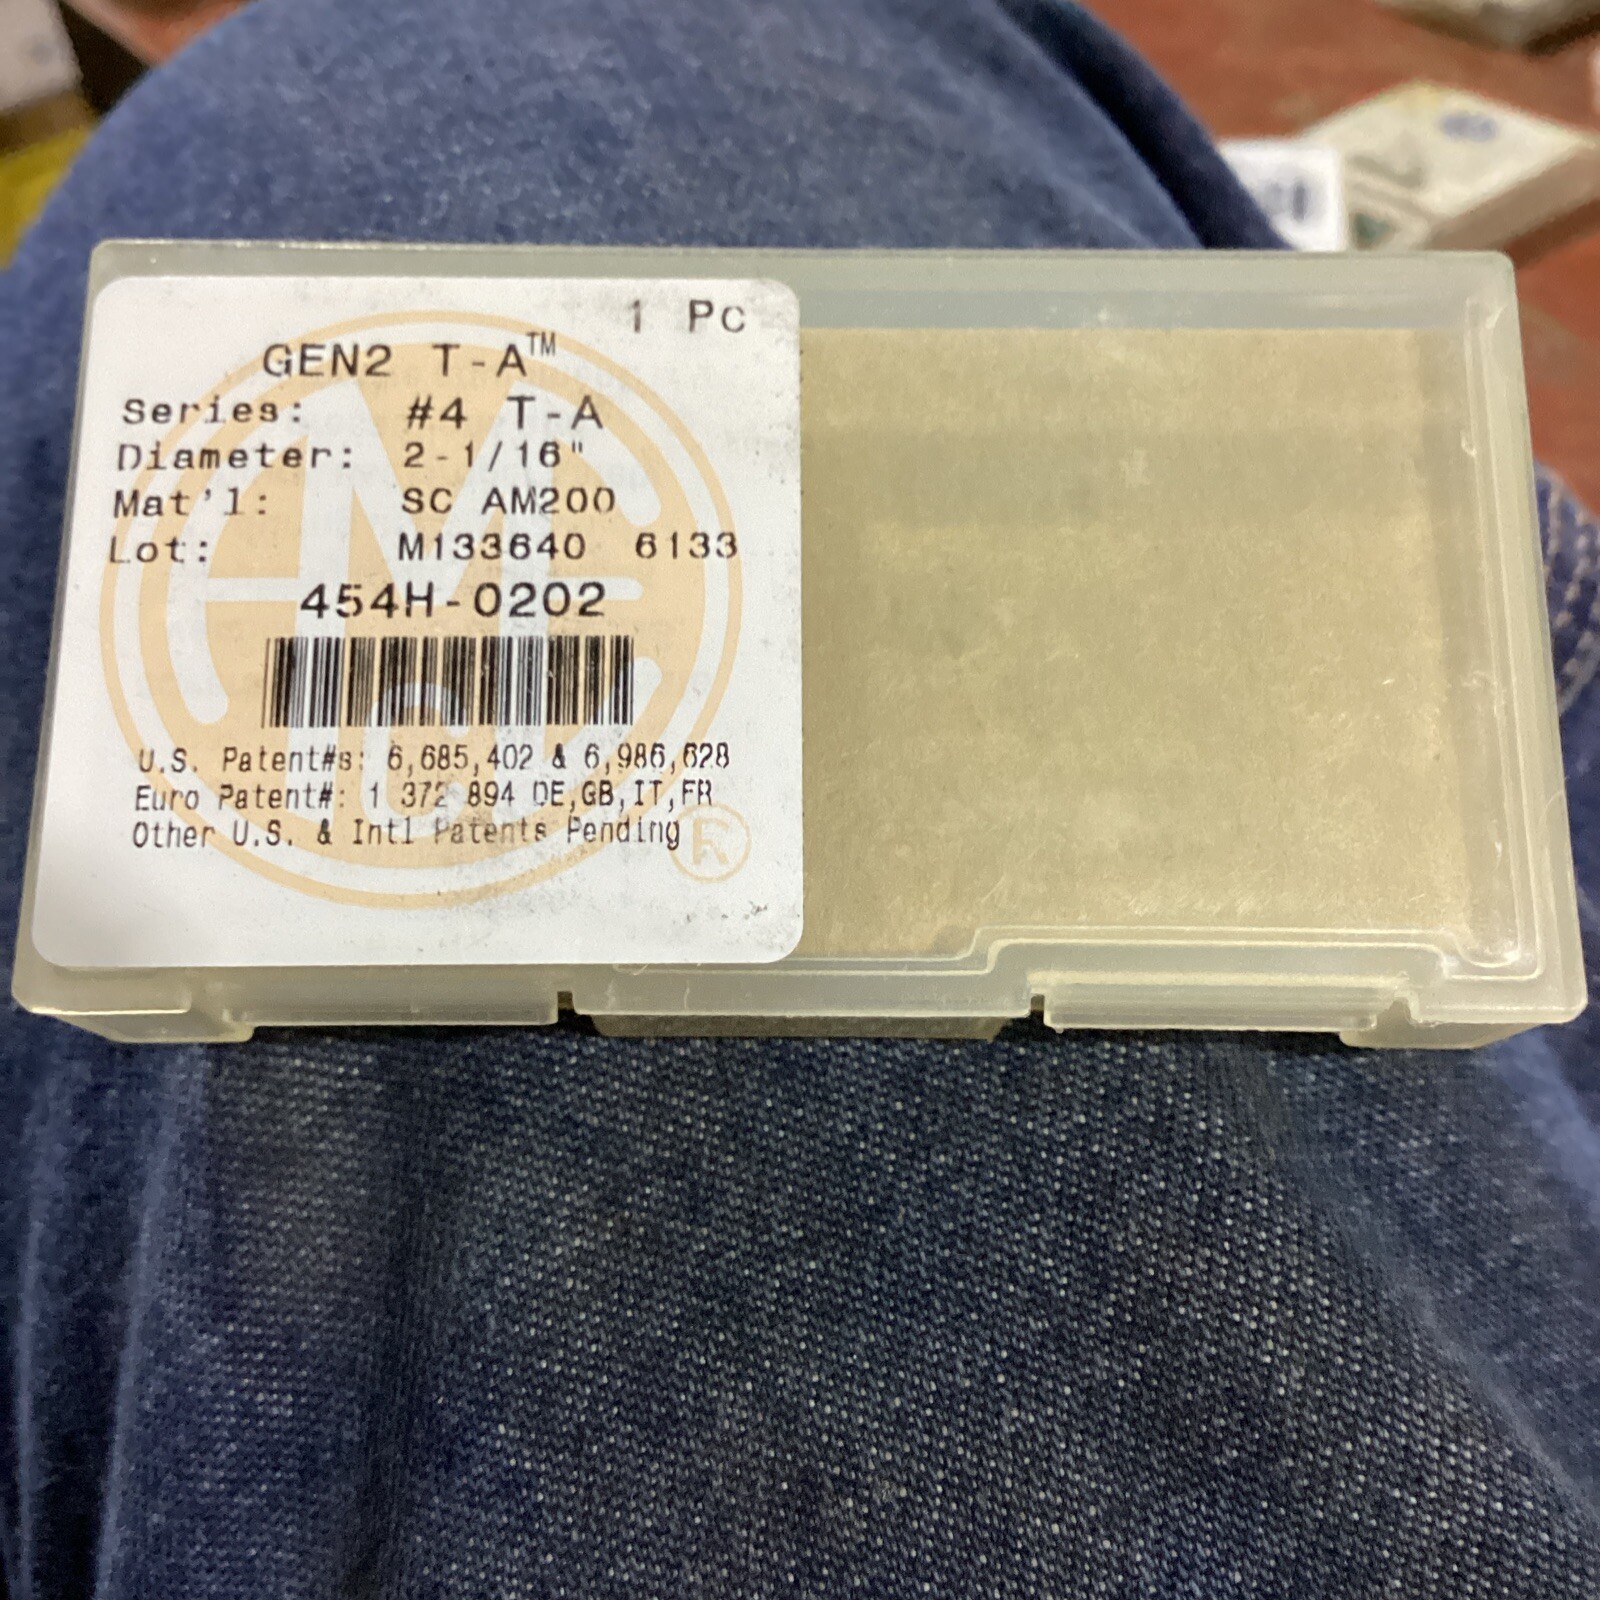 1 Pc
GEN2 T-A™
Series: #4 T-A
Diameter: 2-1/16"
Mat'l: SC AM200
Lot: M133640 6133
454H-0202
U.S. Patent#s: 6,685,402 & 6,986,628
Euro Patent#: 1 372 894 DE,GB,IT,FR
Other U.S. & Intl Patents Pending
AMEC
®